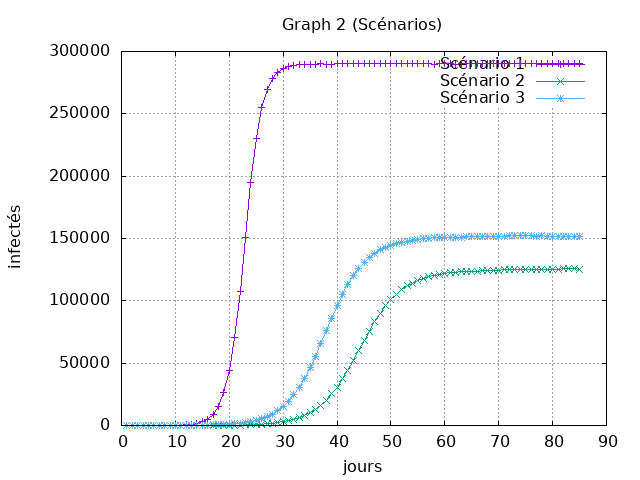 Graph 2 (Scénarios)
300000
250000
200000
150000
100000
50000
0
infectés
Scénario 1
Scénario 2
Scénario 3
0 10 20 30 40 50 60 70 80 90
jours